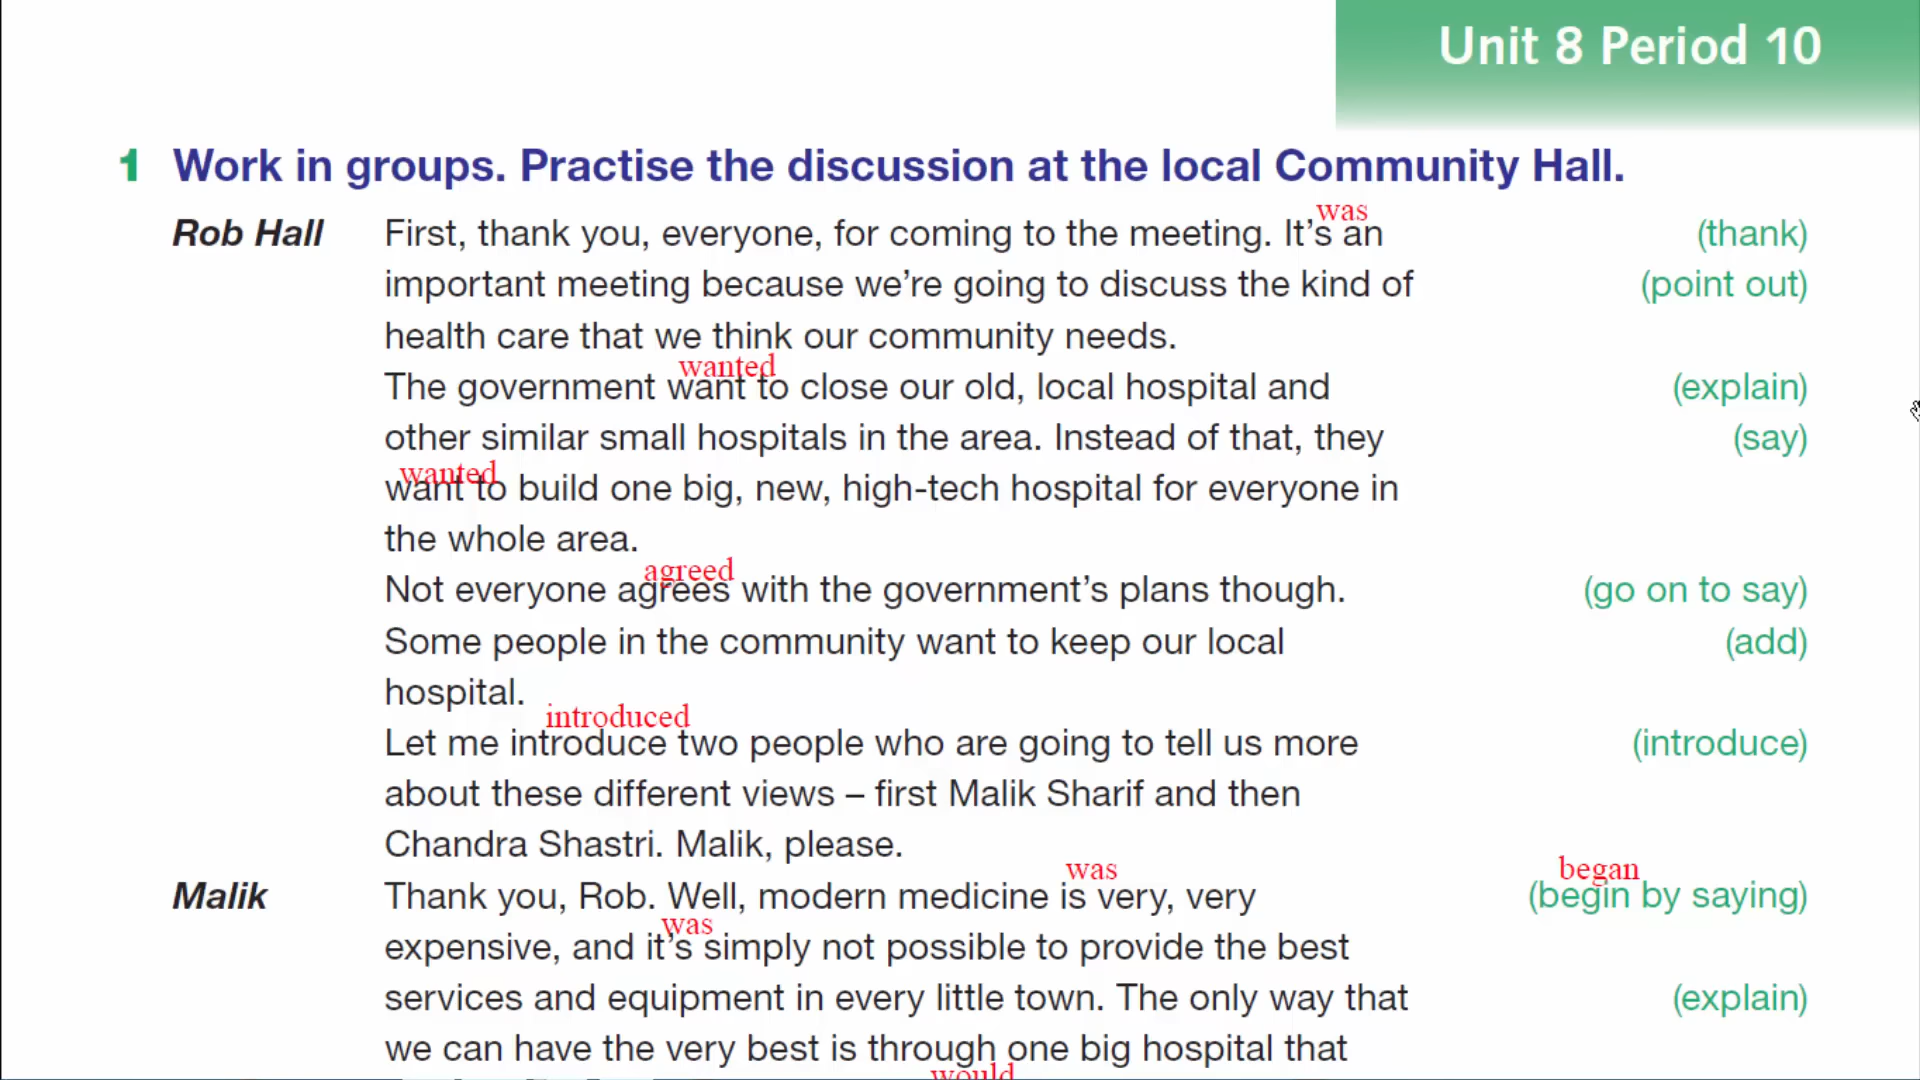 Unit 8 Period 10
1 Work in groups. Practise the discussion at the local Community Hall.
was
Rob Hall First, thank you, everyone, for coming to the meeting. It’s an (thank)
important meeting because we’re going to discuss the kind of (point out)
health care that we think our community needs.
wanted
The government want to close our old, local hospital and (explain)
other similar small hospitals in the area. Instead of that, they (say)
wanted
want to build one big, new, high-tech hospital for everyone in
the whole area.
agreed
Not everyone agrees with the government’s plans though. (go on to say)
Some people in the community want to keep our local (add)
hospital.
introduced
Let me introduce two people who are going to tell us more (introduce)
about these different views – first Malik Sharif and then
Chandra Shastri. Malik, please.
was began
Malik Thank you, Rob. Well, modern medicine is very, very (begin by saying)
was
expensive, and it’s simply not possible to provide the best
services and equipment in every little town. The only way that (explain)
we can have the very best is through one big hospital that
would